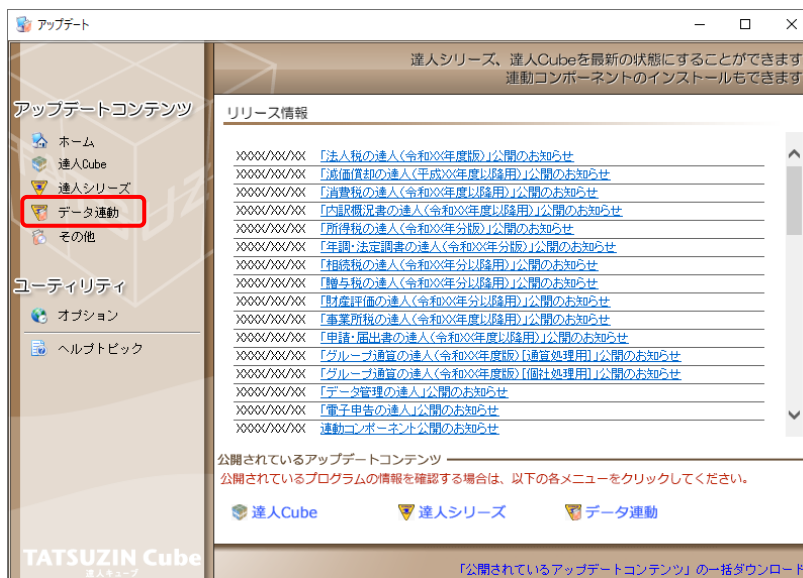 アップデート
達人シリーズ、達人Cubeを最新の状態にすることができます
連動コンポーネントのインストールもできます
アップデートコンテンツ
ホーム
達人Cube
達人シリーズ
データ連動
その他
ユーティリティ
オプション
ヘルプトピック
リリース情報
XXXX/XX/XX 「法人税の達人(令和XX年度版)」公開のお知らせ
XXXX/XX/XX 「減価償却の達人(平成XX年度以降用)」公開のお知らせ
XXXX/XX/XX 「消費税の達人(令和XX年度以降用)」公開のお知らせ
XXXX/XX/XX 「内訳概況書の達人(令和XX年度以降用)」公開のお知らせ
XXXX/XX/XX 「所得税の達人(令和XX年分版)」公開のお知らせ
XXXX/XX/XX 「年調・法定調書の達人(令和XX年分版)」公開のお知らせ
XXXX/XX/XX 「相続税の達人(令和XX年分以降用)」公開のお知らせ
XXXX/XX/XX 「贈与税の達人(令和XX年分以降用)」公開のお知らせ
XXXX/XX/XX 「財産評価の達人(令和XX年分以降用)」公開のお知らせ
XXXX/XX/XX 「事業所税の達人(令和XX年度以降用)」公開のお知らせ
XXXX/XX/XX 「申請・届出書の達人(令和XX年度以降用)」公開のお知らせ
XXXX/XX/XX 「グループ通算の達人(令和XX年度版)[通算処理用]」公開のお知らせ
XXXX/XX/XX 「グループ通算の達人(令和XX年度版)[個社処理用]」公開のお知らせ
XXXX/XX/XX 「データ管理の達人」公開のお知らせ
XXXX/XX/XX 「電子申告の達人」公開のお知らせ
XXXX/XX/XX 連動コンポーネント公開のお知らせ
公開されているアップデートコンテンツ
公開されているプログラムの情報を確認する場合は、以下の各メニューをクリックしてください。
達人Cube 達人シリーズ データ連動
TATSUZIN Cube
達人キューブ
「公開されているアップデートコンテンツ」の一括ダウンロード